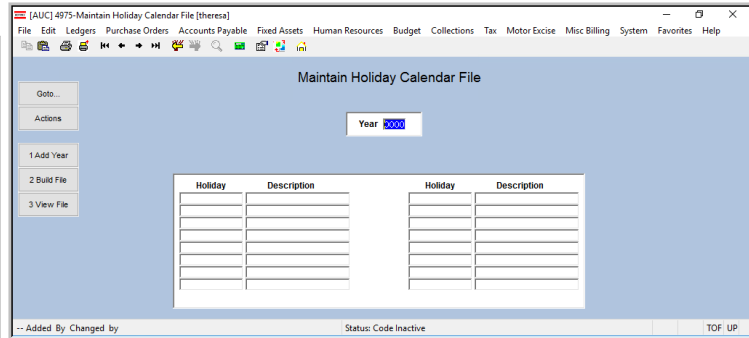 [AUC] 4975-Maintain Holiday Calendar File [theresa]
File Edit Ledgers Purchase Orders Accounts Payable Fixed Assets Human Resources Budget Collections Tax Motor Excise Misc Billing System Favorites Help
Maintain Holiday Calendar File
Goto...
Actions
Year 0000
1 Add Year
2 Build File
3 View File
Holiday Description Holiday Description
-- Added By Changed by Status: Code Inactive TOF UP